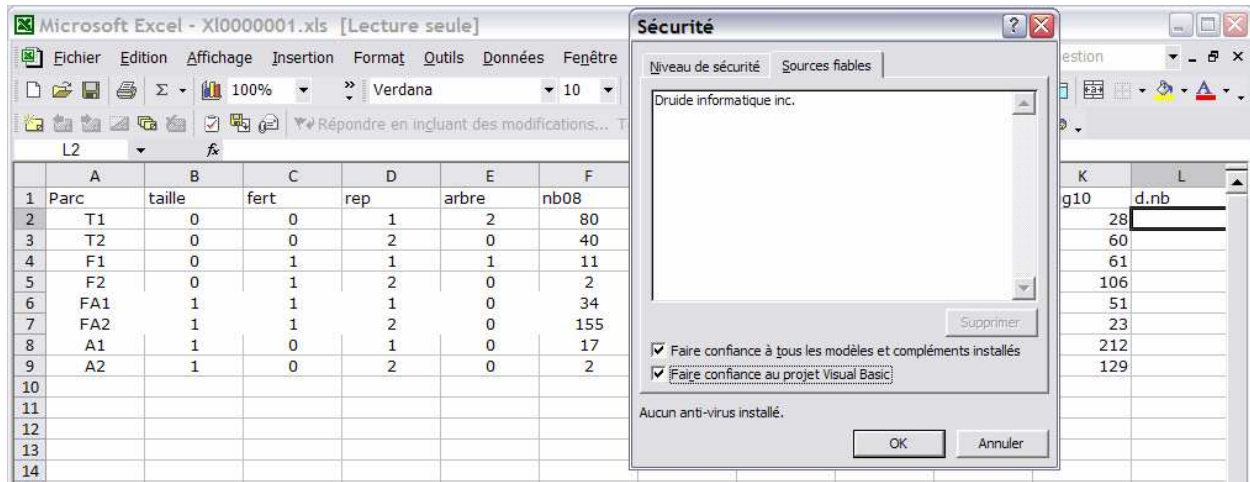 Microsoft Excel - Xl0000001.xls [Lecture seule]
Fichier Edition Affichage Insertion Format Outils Données Fenêtre estion
100% Verdana 10
Répondre en incluant des modifications... T
L2 fx
A B C D E F K L
1 Parc taille fert rep arbre nb08 g10 d.nb
2 T1 0 0 1 2 80 28
3 T2 0 0 2 0 40 60
4 F1 0 1 1 1 11 61
5 F2 0 1 2 0 2 106
6 FA1 1 1 1 0 34 51
7 FA2 1 1 2 0 155 23
8 A1 1 0 1 0 17 212
9 A2 1 0 2 0 2 129
10
11
12
13
14
Sécurité
Niveau de sécurité Sources fiables
Druide informatique inc.
Supprimer
Faire confiance à tous les modèles et compléments installés
Faire confiance au projet Visual Basic
Aucun anti-virus installé.
OK Annuler